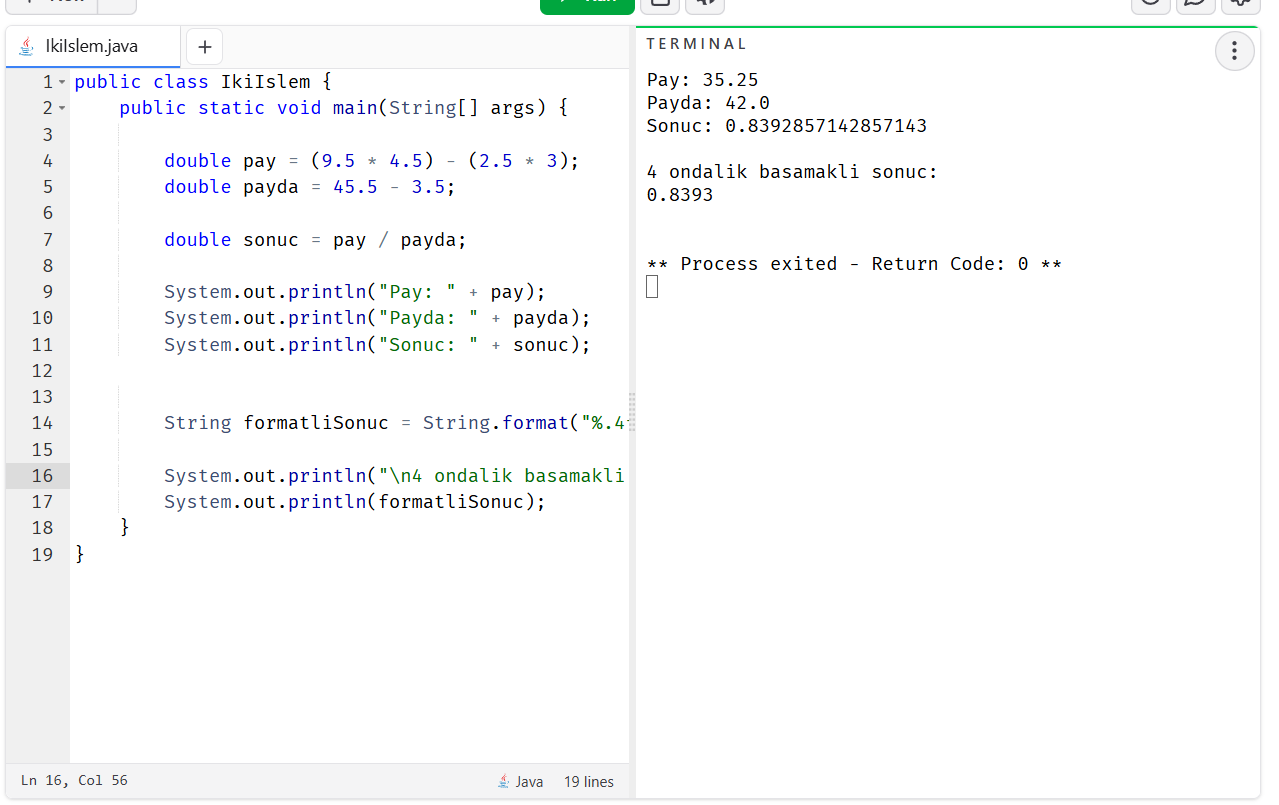 IkiIslem.java
+
1 public class IkiIslem {
2 public static void main(String[] args) {
3
4 double pay = (9.5 * 4.5) - (2.5 * 3);
5 double payda = 45.5 - 3.5;
6
7 double sonuc = pay / payda;
8
9 System.out.println("Pay: " + pay);
10 System.out.println("Payda: " + payda);
11 System.out.println("Sonuc: " + sonuc);
12
13
14 String formatliSonuc = String.format("%.4
15
16 System.out.println("\n4 ondalik basamakli
17 System.out.println(formatliSonuc);
18 }
19 }
Ln 16, Col 56
Java
19 lines
TERMINAL
Pay: 35.25
Payda: 42.0
Sonuc: 0.8392857142857143
4 ondalik basamakli sonuc:
0.8393
** Process exited - Return Code: 0 **